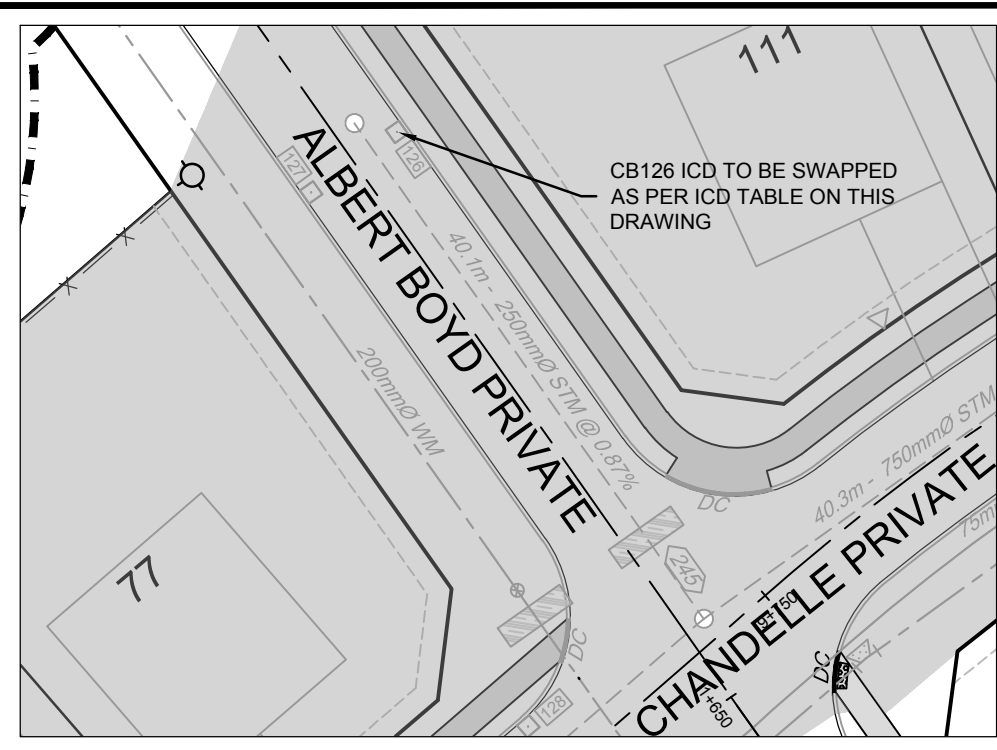 111
CB126 ICD TO BE SWAPPED
AS PER ICD TABLE ON THIS
DRAWING
126
127
ALBERT BOYD PRIVATE
40.1m - 250mmØ STM @ 0.87%
200mmØ WM
77
DC
40.3m - 750mmØ STM
CHANDELLE PRIVATE
75m
245
DC
DC
128
1+650